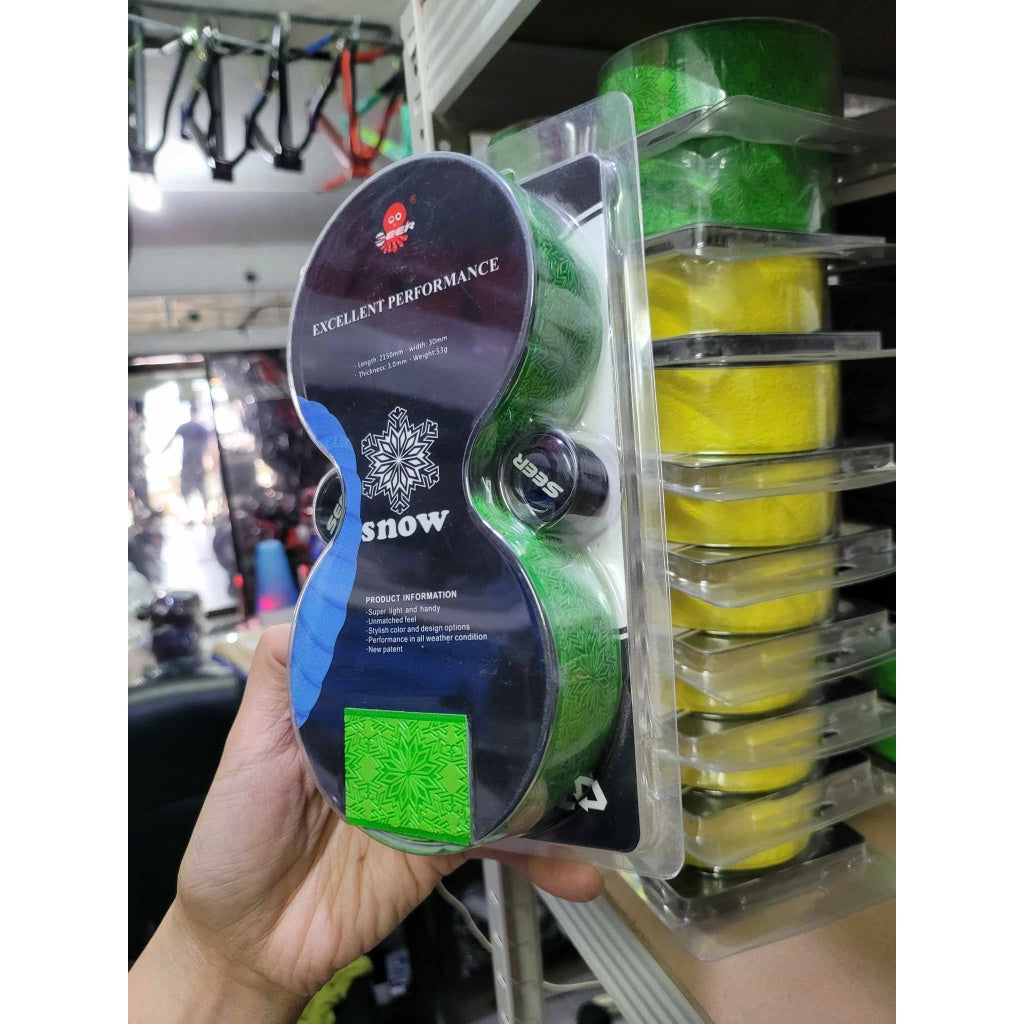 SEER
®
EXCELLENT PERFORMANCE
· Length: 2150mm · width: 30mm
· Thickness: 3.0mm · Weight:53g
SEER
SEER
snow
PRODUCT INFORMATION
-Super light and handy
-Unmatched feel
-Stylish color and design options
-Performance in all weather condition
-New patent